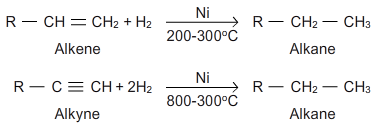 R — CH = CH₂ + H₂ Ni 200-300°C R — CH₂ — CH₃
Alkene Alkane
R — C ≡ CH + 2H₂ Ni 800-300°C R — CH₂ — CH₃
Alkyne Alkane